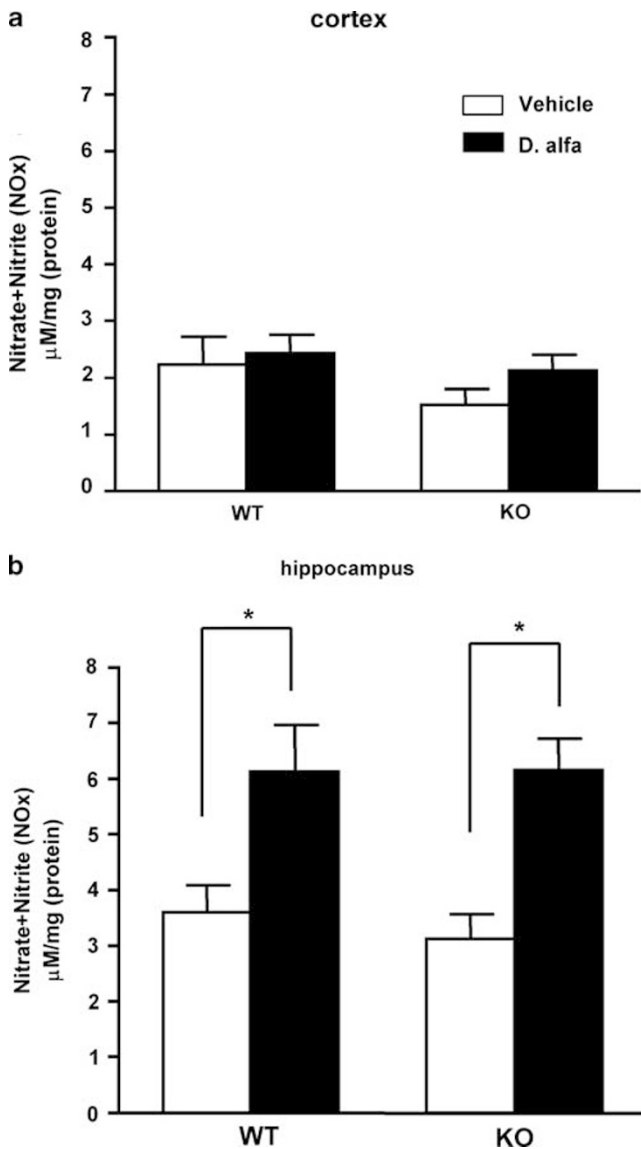 a
cortex
8
7
6
5
4
3
2
1
0
Nitrate+Nitrite (NOx)
µM/mg (protein)
Vehicle
D. alfa
WT KO
b
hippocampus
* *
8
7
6
5
4
3
2
1
0
Nitrate+Nitrite (NOx)
µM/mg (protein)
WT KO